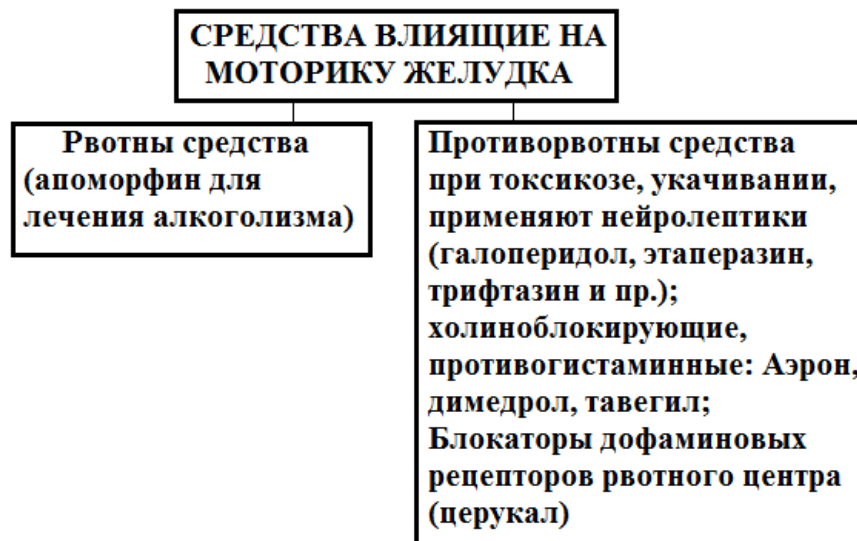 СРЕДСТВА ВЛИЯЩИЕ НА
МОТОРИКУ ЖЕЛУДКА
Рвотны средства
(апоморфин для
лечения алкоголизма)
Противорвотны средства
при токсикозе, укачивании,
применяют нейролептики
(галоперидол, этаперазин,
трифтазин и пр.);
холиноблокирующие,
противогистаминные: Аэрон,
димедрол, тавегил;
Блокаторы дофаминовых
рецепторов рвотного центра
(церукал)